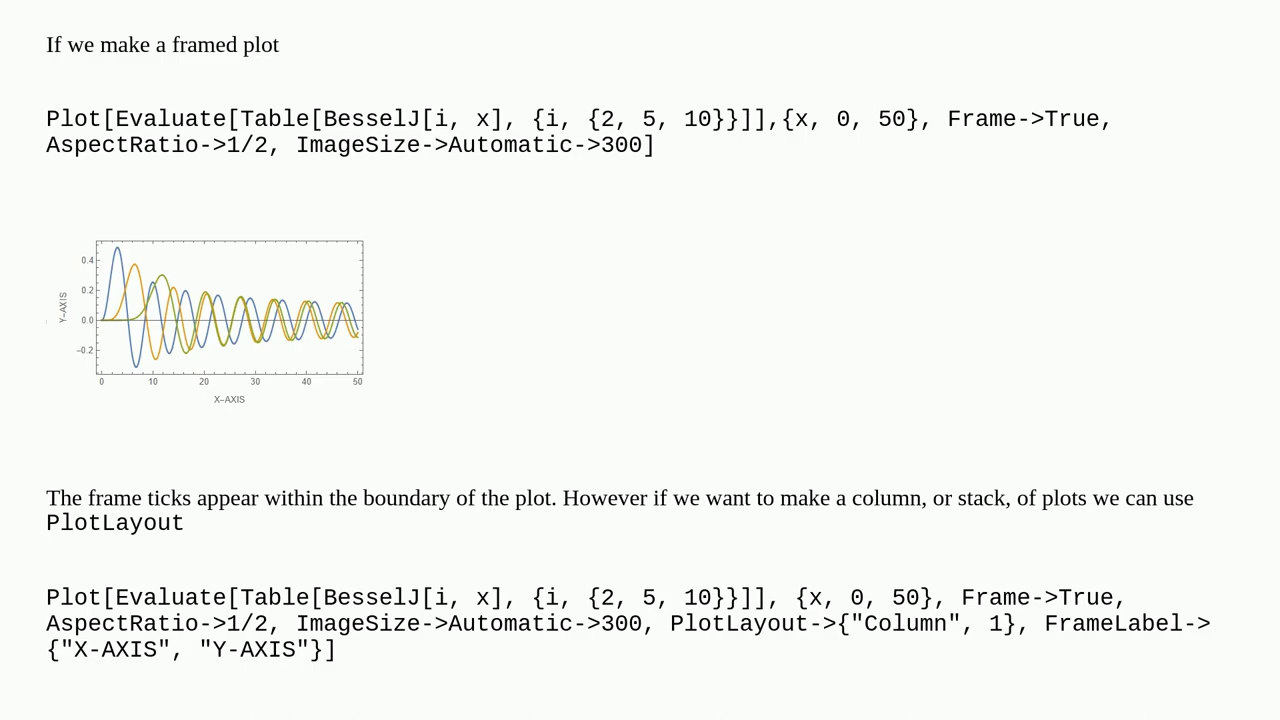 If we make a framed plot
Plot[Evaluate[Table[BesselJ[i, x], {i, {2, 5, 10}}]],{x, 0, 50}, Frame->True,
AspectRatio->1/2, ImageSize->Automatic->300]
0.4
0.2
0.0
−0.2
Y−AXIS
0 10 20 30 40 50
X−AXIS
The frame ticks appear within the boundary of the plot. However if we want to make a column, or stack, of plots we can use
PlotLayout
Plot[Evaluate[Table[BesselJ[i, x], {i, {2, 5, 10}}]], {x, 0, 50}, Frame->True,
AspectRatio->1/2, ImageSize->Automatic->300, PlotLayout->{"Column", 1}, FrameLabel->
{"X-AXIS", "Y-AXIS"}]